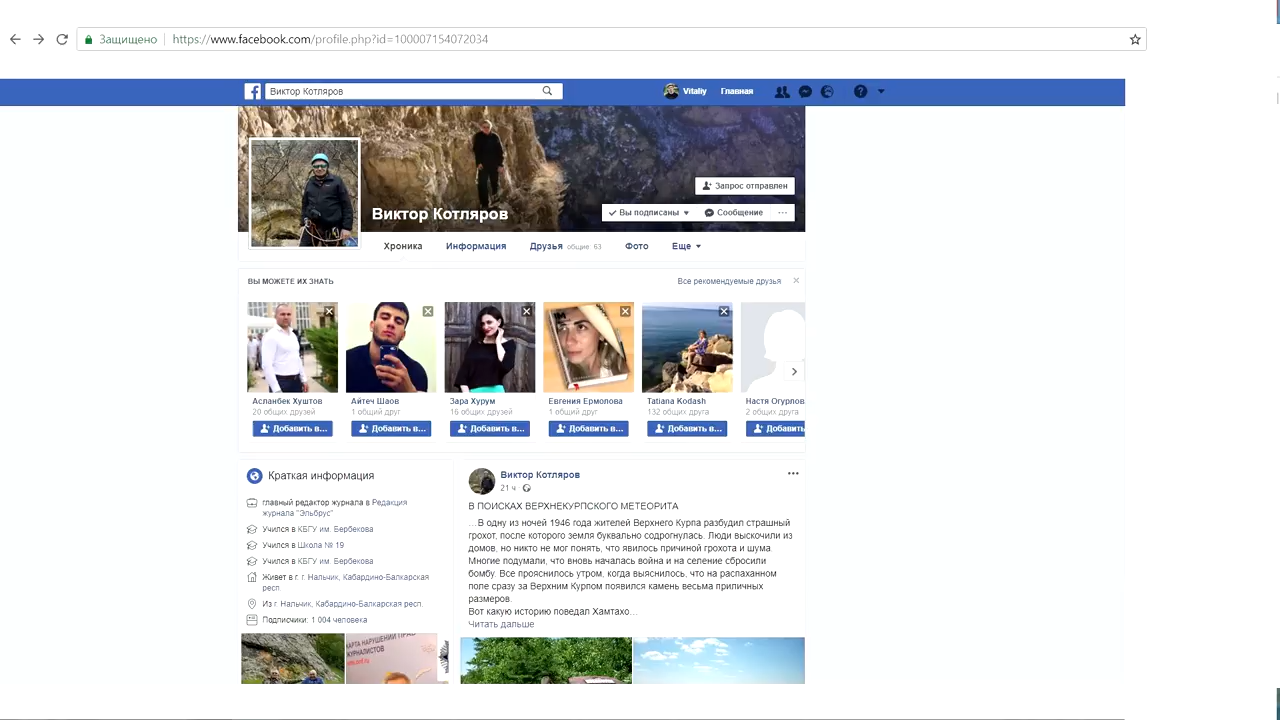 Защищено https://www.facebook.com/profile.php?id=100007154072034
Виктор Котляров
Vitaliy Главная
Запрос отправлен
Виктор Котляров
Вы подписаны Сообщение
Хроника Информация Друзья общие 63 Фото Еще
ВЫ МОЖЕТЕ ИХ ЗНАТЬ Все рекомендуемые друзья
Асланбек Хуштов Айтеч Шаов Зара Хурум Евгения Ермолова Tatiana Kodash Настя Огурлов
20 общих друзей 1 общий друг 16 общих друзей 1 общий друг 132 общих друга 2 общих друга
Добавить в... Добавить в... Добавить в... Добавить в... Добавить в... Добавить
Краткая информация
главный редактор журнала в Редакция
журнала "Эльбрус"
Учился в КБГУ им. Бербекова
Учился в Школа № 19
Учился в КБГУ им. Бербекова
Живет в г. г. Нальчик, Кабардино-Балкарская
респ.
Из г. Нальчик, Кабардино-Балкарская респ.
Подписчики: 1 004 человека
КАРТА НАРУШЕНИЙ ПРАВ
ЖУРНАЛИСТОВ
Виктор Котляров
21 ч
В ПОИСКАХ ВЕРХНЕКУРПСКОГО МЕТЕОРИТА
…В одну из ночей 1946 года жителей Верхнего Курпа разбудил страшный
грохот, после которого земля буквально содрогнулась. Люди выскочили из
домов, но никто не мог понять, что явилось причиной грохота и шума
Многие подумали, что вновь началась война и на селение сбросили
бомбу. Все прояснилось утром, когда выяснилось, что на распаханном
поле сразу за Верхним Курпом появился камень весьма приличных
размеров.
Вот какую историю поведал Хамтахо…
Читать дальше